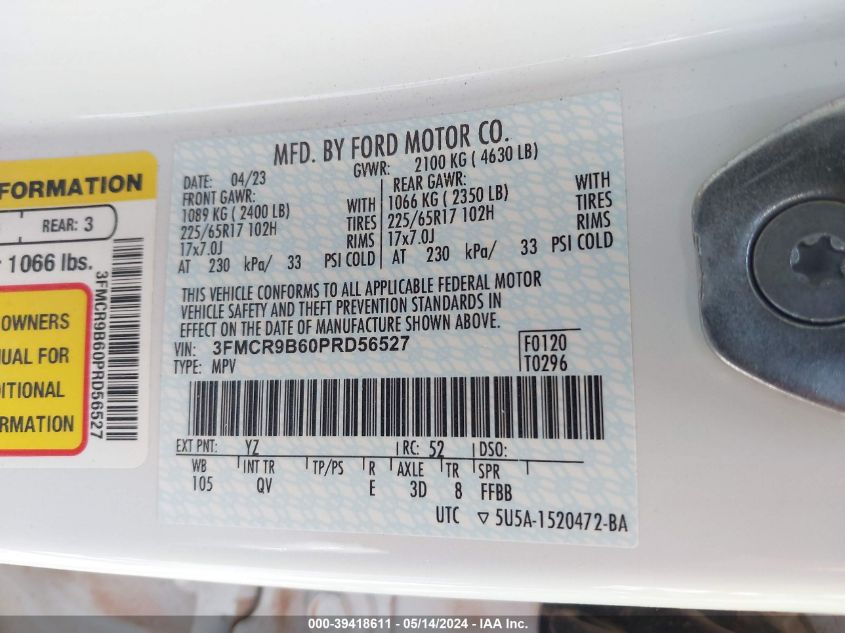 MFD. BY FORD MOTOR CO.
DATE: 04/23 GVWR: 2100 KG ( 4630 LB)
FRONT GAWR: REAR GAWR:
1089 KG ( 2400 LB) WITH 1066 KG ( 2350 LB) WITH
225/65R17 102H TIRES 225/65R17 102H TIRES
17x7.0J RIMS 17x7.0J RIMS
AT 230 kPa/ 33 PSI COLD AT 230 kPa/ 33 PSI COLD
THIS VEHICLE CONFORMS TO ALL APPLICABLE FEDERAL MOTOR
VEHICLE SAFETY AND THEFT PREVENTION STANDARDS IN
EFFECT ON THE DATE OF MANUFACTURE SHOWN ABOVE.
VIN: 3FMCR9B60PRD56527 F0120
TYPE: MPV T0296
EXT PNT: YZ RC: 52 DSO:
WB INT TR TP/PS R AXLE TR SPR
105 QV E 3D 8 FFBB
UTC ▽ 5U5A-1520472-BA
FORMATION
REAR: 3
1066 lbs.
OWNERS
UAL FOR
DITIONAL
ORMATION
3FMCR9B60PRD56527
000-39418611 - 05/14/2024 - IAA Inc.